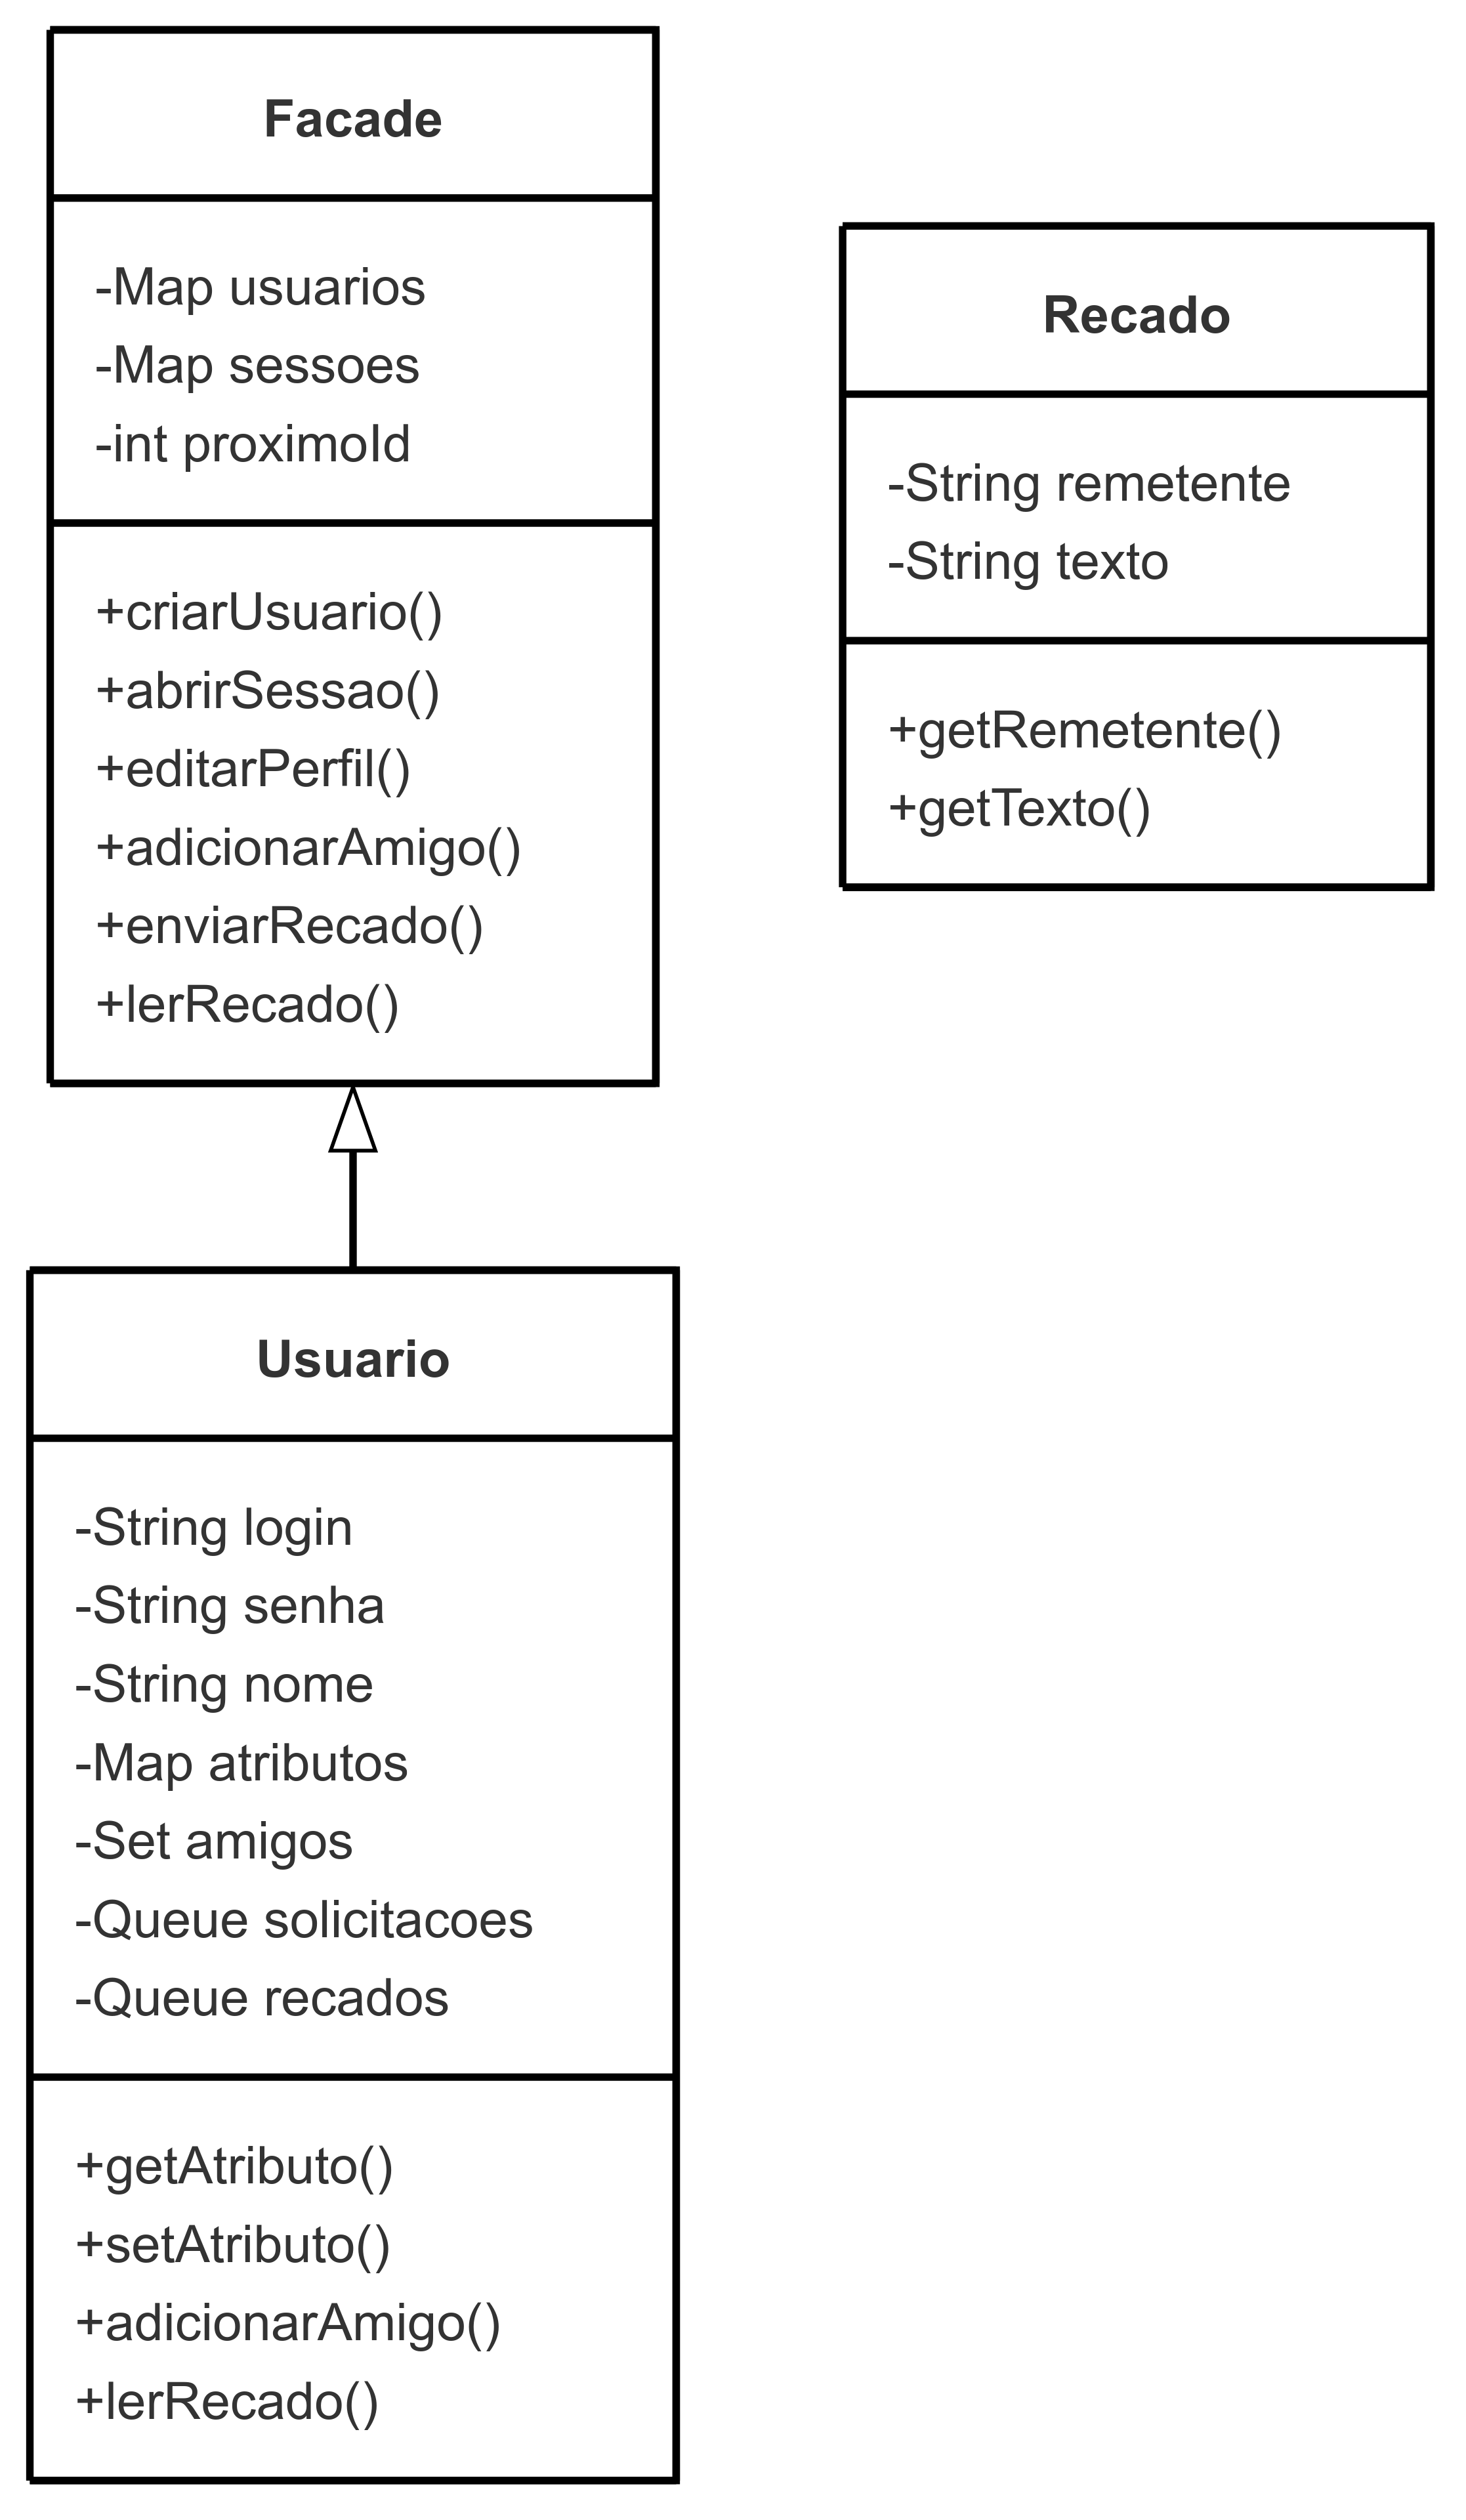 Facade
-Map usuarios
-Map sessoes
-int proximoId
+criarUsuario()
+abrirSessao()
+editarPerfil()
+adicionarAmigo()
+enviarRecado()
+lerRecado()
Recado
-String remetente
-String texto
+getRemetente()
+getTexto()
Usuario
-String login
-String senha
-String nome
-Map atributos
-Set amigos
-Queue solicitacoes
-Queue recados
+getAtributo()
+setAtributo()
+adicionarAmigo()
+lerRecado()